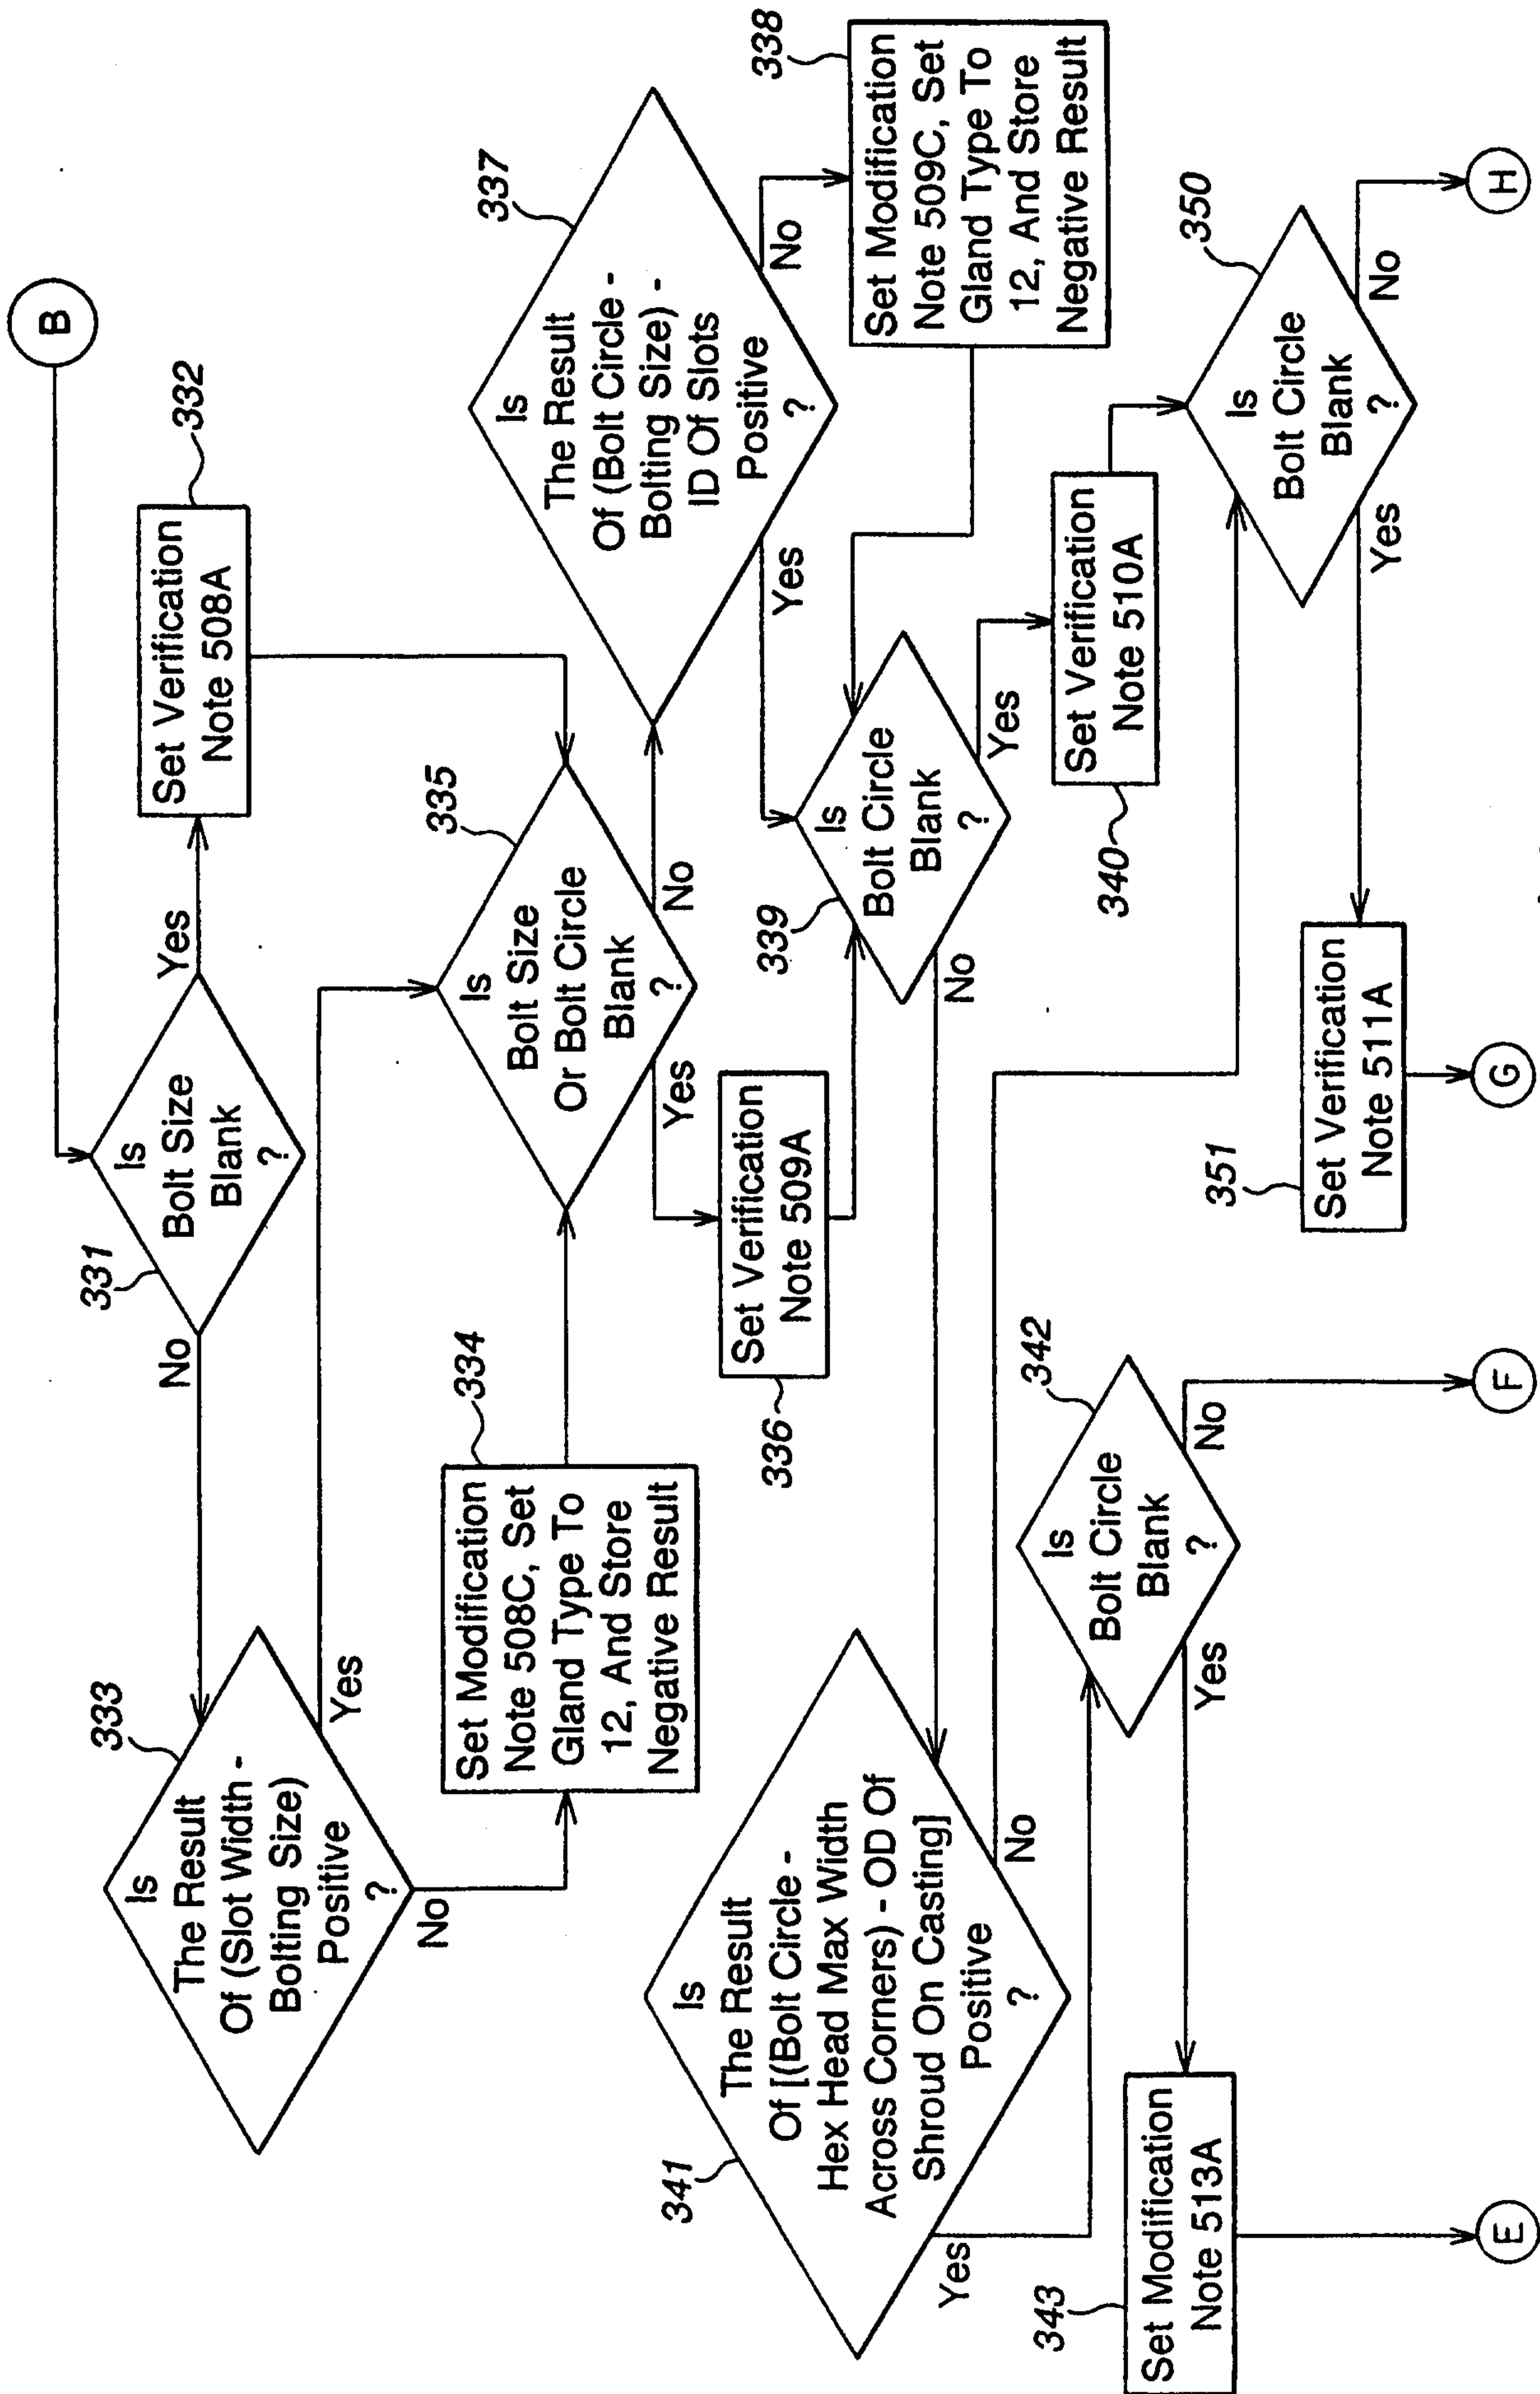 B
331
Is
Bolt Size
Blank
?
Yes
No
332
Set Verification
Note 508A
333
Is
The Result
Of (Slot Width -
Bolting Size)
Positive
?
Yes
No
334
Set Modification
Note 508C, Set
Gland Type To
12, And Store
Negative Result
335
Is
Bolt Size
Or Bolt Circle
Blank
?
Yes
No
336
Set Verification
Note 509A
337
Is
The Result
Of (Bolt Circle -
Bolting Size) -
ID Of Slots
Positive
?
Yes
No
338
Set Modification
Note 509C, Set
Gland Type To
12, And Store
Negative Result
339
Is
Bolt Circle
Blank
?
No
Yes
340
Set Verification
Note 510A
341
Is
The Result
Of [(Bolt Circle -
Hex Head Max Width
Across Corners) - OD Of
Shroud On Casting]
Positive
?
Yes
No
342
Is
Bolt Circle
Blank
?
Yes
No
343
Set Modification
Note 513A
350
Is
Bolt Circle
Blank
?
Yes
No
351
Set Verification
Note 511A
E
F
G
H